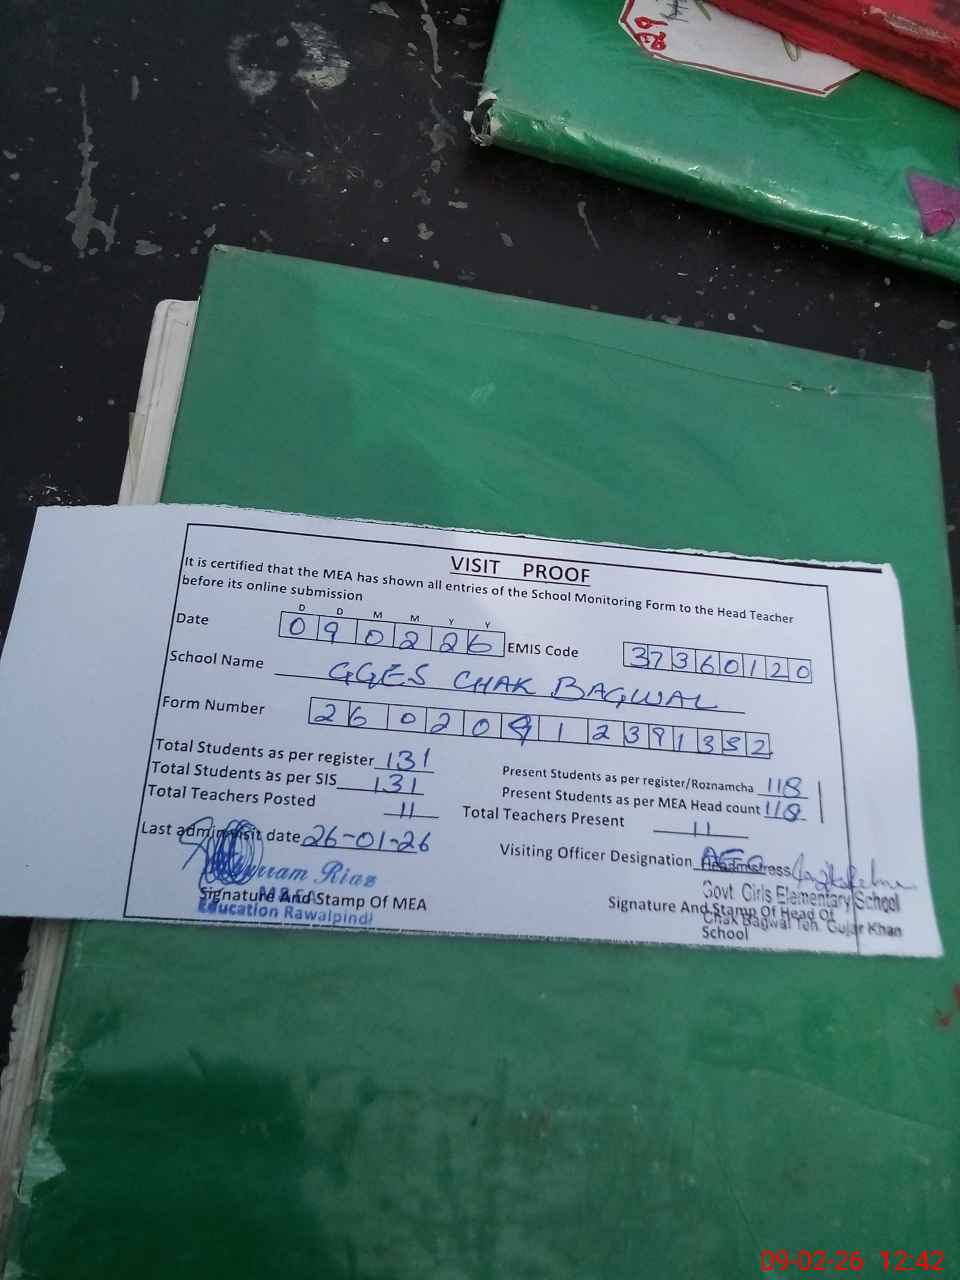 VISIT PROOF
It is certified that the MEA has shown all entries of the School Monitoring Form to the Head Teacher
before its online submission
D D M M Y Y
Date 0 9 0 2 2 6 EMIS Code 3 7 3 6 0 1 2 0
School Name GGES CHAK BAGWAL
Form Number 2 6 0 2 0 9 1 2 3 9 1 3 5 2
Total Students as per register 131 Present Students as per register/Roznamcha 118
Total Students as per SIS 131 Present Students as per MEA Head count 118
Total Teachers Posted 11 Total Teachers Present 11
Last admin visit date 26-01-26 Visiting Officer Designation AEO
Headmistress
Riaz
Govt. Girls Elementary School
Signature And Stamp Of MEA Signature And Stamp Of Head Of
School
Education Rawalpindi
Chak Bagwal Teh. Gujar Khan
09-02-26 12:42